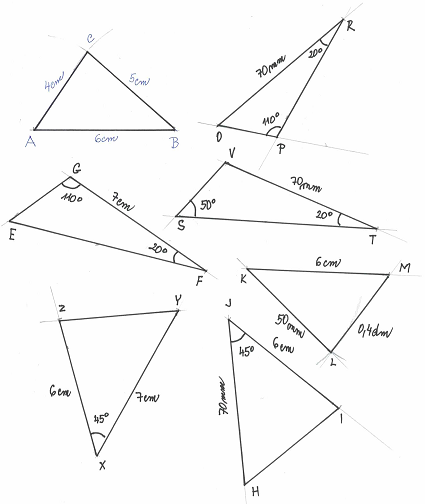 C
4cm
5cm
A
6cm
B
R
20°
70mm
110°
O
P
G
110°
7cm
E
20°
F
V
70mm
50°
S
20°
T
6cm
K
M
50mm
0,4dm
L
Z
Y
6cm
7cm
45°
X
J
45°
6cm
70mm
I
H